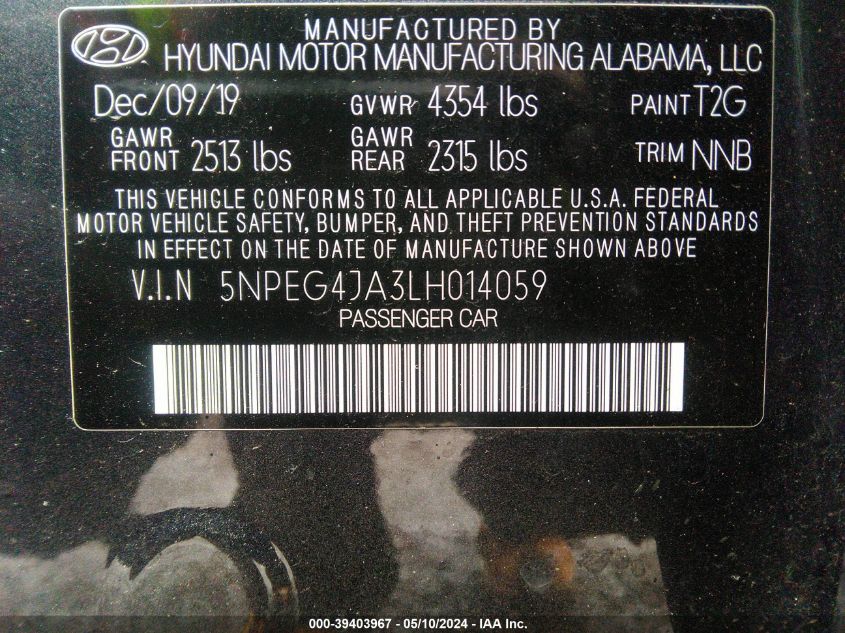 MANUFACTURED BY
HYUNDAI MOTOR MANUFACTURING ALABAMA, LLC
Dec/09/19 GVWR 4354 lbs PAINT T2G
GAWR FRONT 2513 lbs GAWR REAR 2315 lbs TRIM NNB
THIS VEHICLE CONFORMS TO ALL APPLICABLE U.S.A. FEDERAL
MOTOR VEHICLE SAFETY, BUMPER, AND THEFT PREVENTION STANDARDS
IN EFFECT ON THE DATE OF MANUFACTURE SHOWN ABOVE
V.I.N 5NPEG4JA3LH014059
PASSENGER CAR
000-39403967 - 05/10/2024 - IAA Inc.